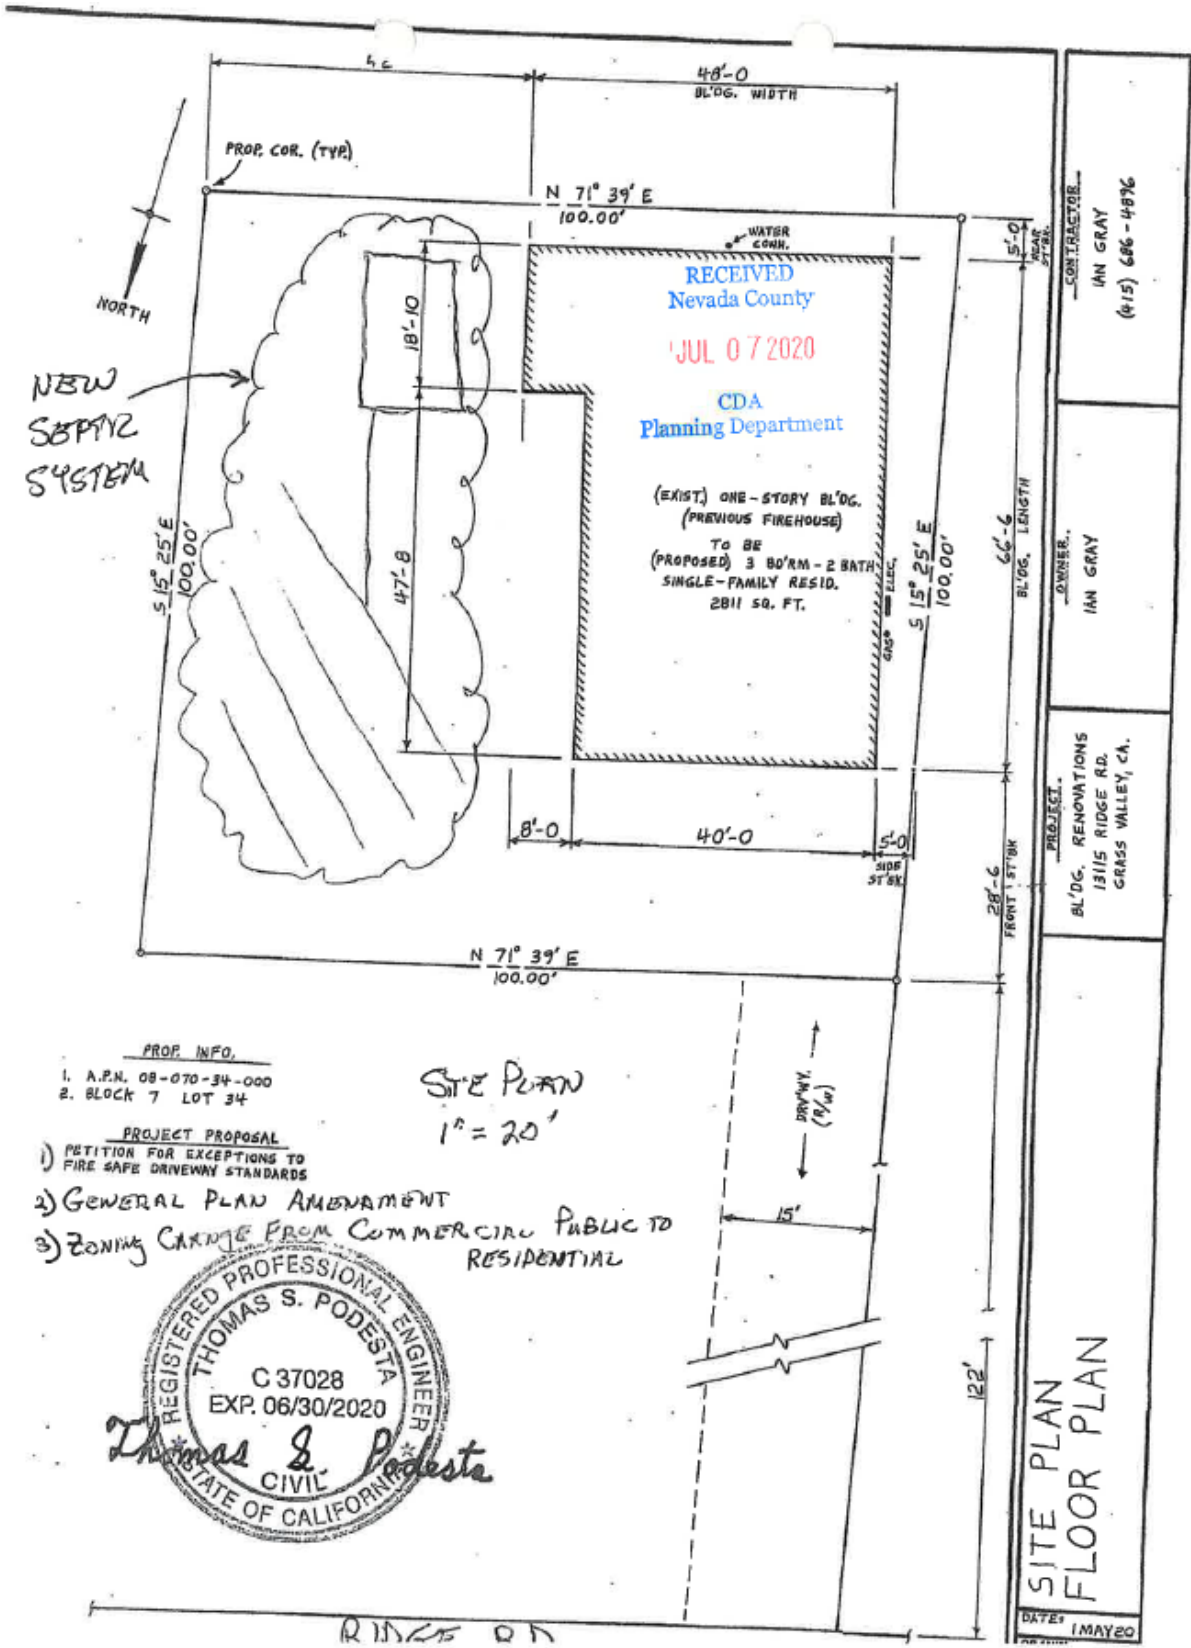 48'-0
BL'DG. WIDTH
PROP. COR. (TYP.)
N 71° 39' E
100.00'
WATER
CONN.
5'-0
REAR
ST'BK.
NORTH
RECEIVED
Nevada County
JUL 07 2020
CDA
Planning Department
18'-10
NEW
SEPTIC
SYSTEM
(EXIST.) ONE-STORY BL'DG.
(PREVIOUS FIREHOUSE)
TO BE
(PROPOSED) 3 BD'RM - 2 BATH
SINGLE-FAMILY RESID.
2811 SQ. FT.
S 15° 25' E
100.00'
47'-8
GAS
ELEC.
S 15° 25' E
100.00'
66'-6
BL'DG. LENGTH
8'-0
40'-0
5'-0
SIDE
ST'BK
28'-6
FRONT ST'BK
N 71° 39' E
100.00'
PROP. INFO.
1. A.P.N. 08-070-34-000
2. BLOCK 7 LOT 34
SITE PLAN
1" = 20'
DRV'WY.
(R/W)
PROJECT PROPOSAL
1) PETITION FOR EXCEPTIONS TO
FIRE SAFE DRIVEWAY STANDARDS
2) GENERAL PLAN AMENAMENT
3) ZONING CHANGE FROM COMMERCIAL PUBLIC TO
RESIDENTIAL
15'
122'
REGISTERED PROFESSIONAL ENGINEER
THOMAS S. PODESTA
C 37028
EXP. 06/30/2020
Thomas S. Podesta
CIVIL
STATE OF CALIFORNIA
RIDGE RD
CONTRACTOR
IAN GRAY
(415) 686-4896
OWNER
IAN GRAY
PROJECT
BL'DG. RENOVATIONS
13115 RIDGE RD.
GRASS VALLEY, CA.
SITE PLAN
FLOOR PLAN
DATE: 1 MAY 20